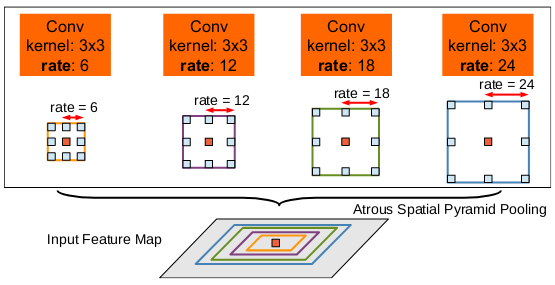 Conv
kernel: 3x3
rate: 6
Conv
kernel: 3x3
rate: 12
Conv
kernel: 3x3
rate: 18
Conv
kernel: 3x3
rate: 24
rate = 6
rate = 12
rate = 18
rate = 24
Atrous Spatial Pyramid Pooling
Input Feature Map